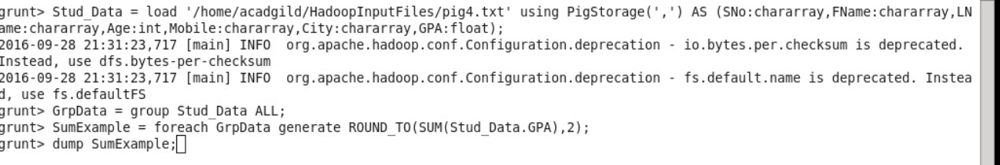 grunt> Stud_Data = load '/home/acadgild/HadoopInputFiles/pig4.txt' using PigStorage(',') AS (SNo:chararray,FName:chararray,LN
ame:chararray,Age:int,Mobile:chararray,City:chararray,GPA:float);
2016-09-28 21:31:23,717 [main] INFO  org.apache.hadoop.conf.Configuration.deprecation - io.bytes.per.checksum is deprecated.
Instead, use dfs.bytes-per-checksum
2016-09-28 21:31:23,717 [main] INFO  org.apache.hadoop.conf.Configuration.deprecation - fs.default.name is deprecated. Instea
d, use fs.defaultFS
grunt> GrpData = group Stud_Data ALL;
grunt> SumExample = foreach GrpData generate ROUND_TO(SUM(Stud_Data.GPA),2);
grunt> dump SumExample;